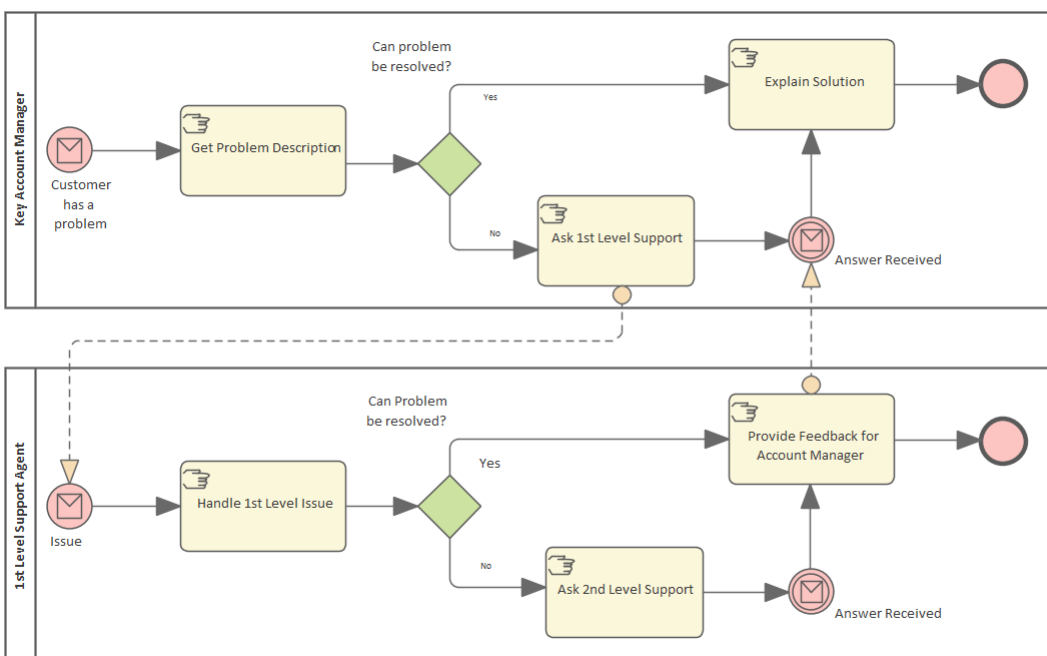 Key Account Manager
Can problem
be resolved?
Yes
Explain Solution
Get Problem Description
Customer
has a
problem
No
Ask 1st Level Support
Answer Received
1st Level Support Agent
Can Problem
be resolved?
Yes
Provide Feedback for
Account Manager
Handle 1st Level Issue
Issue
No
Ask 2nd Level Support
Answer Received